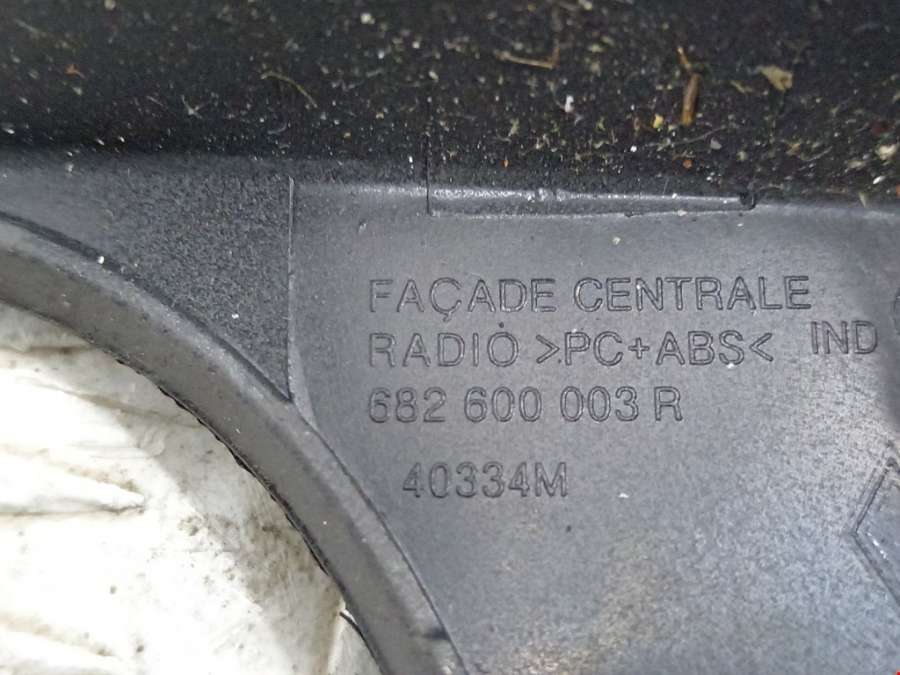 FAÇADE CENTRALE
RADIO >PC+ABS< IND
682 600 003 R
40334M